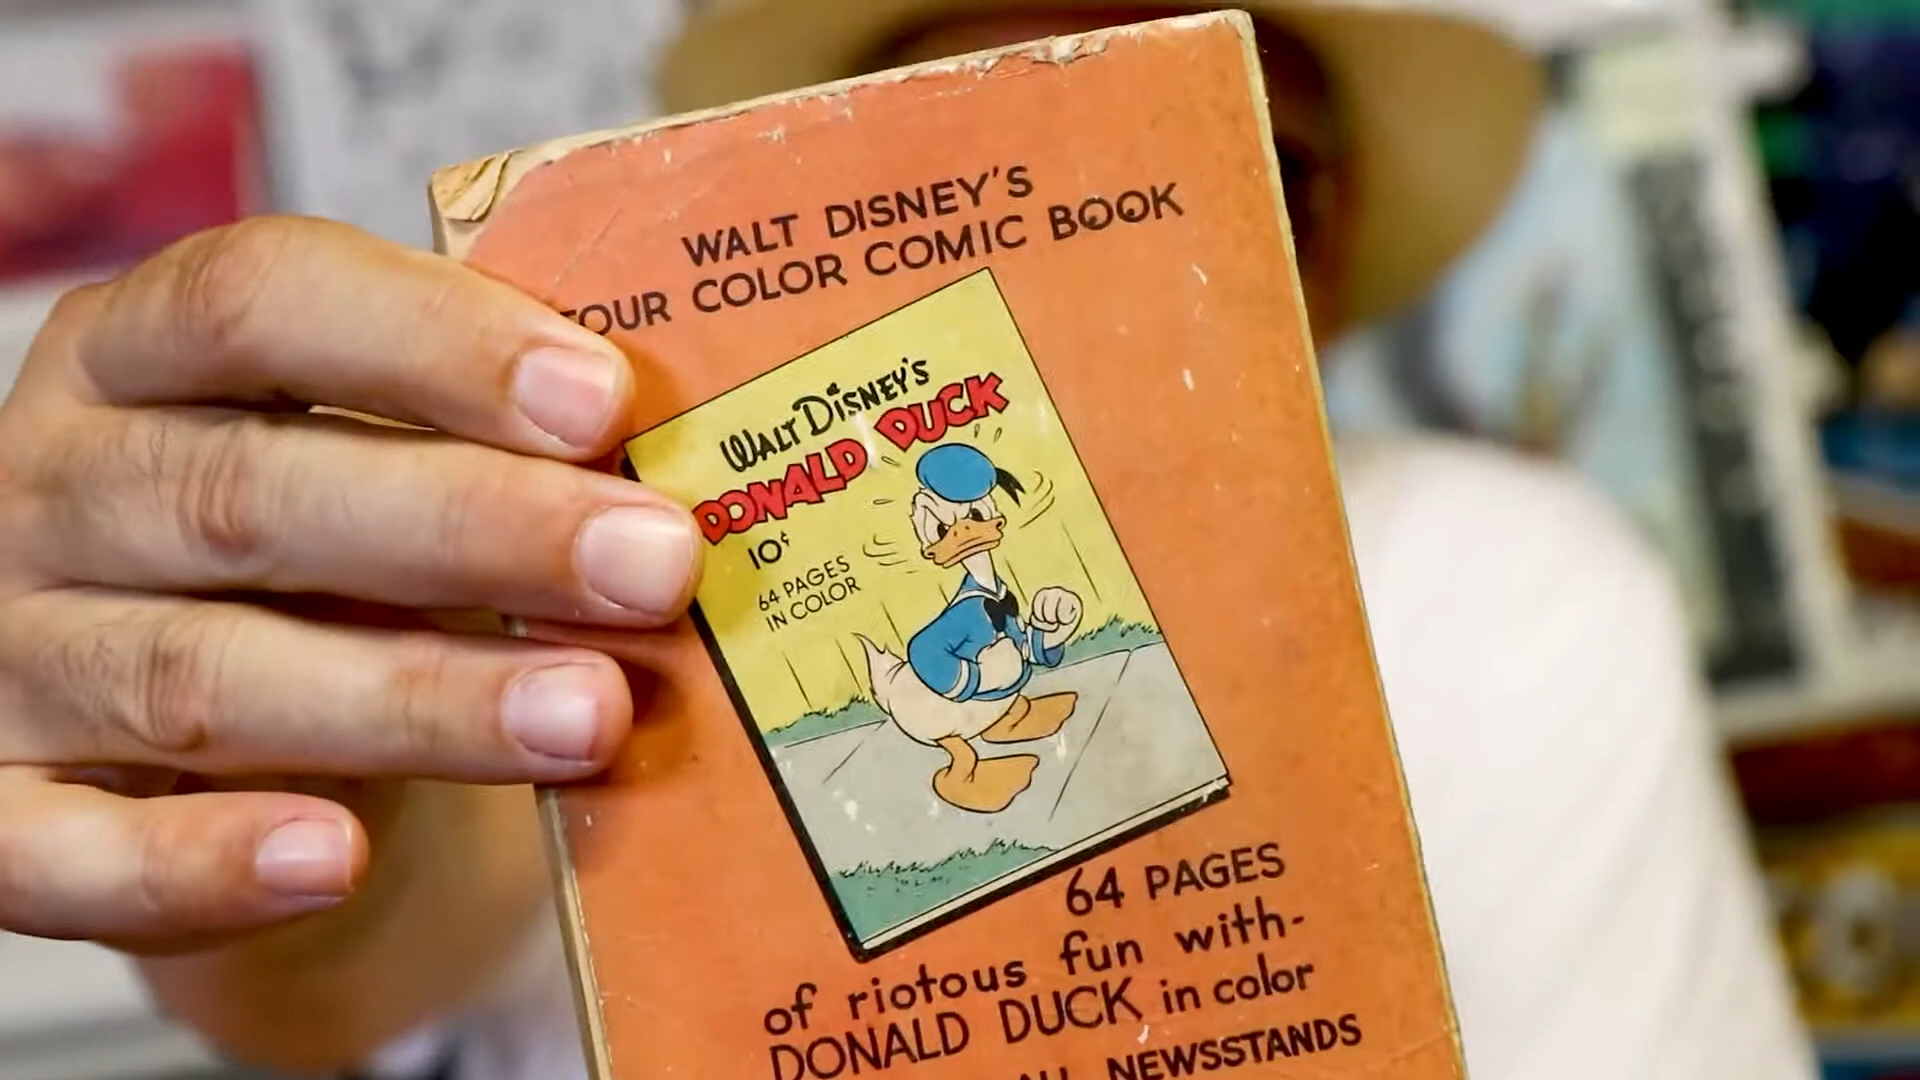 WALT DISNEY'S
FOUR COLOR COMIC BOOK
WALT DISNEY'S
DONALD DUCK
10¢
64 PAGES
IN COLOR
64 PAGES
of riotous fun with-
DONALD DUCK in color
ALL NEWSSTANDS